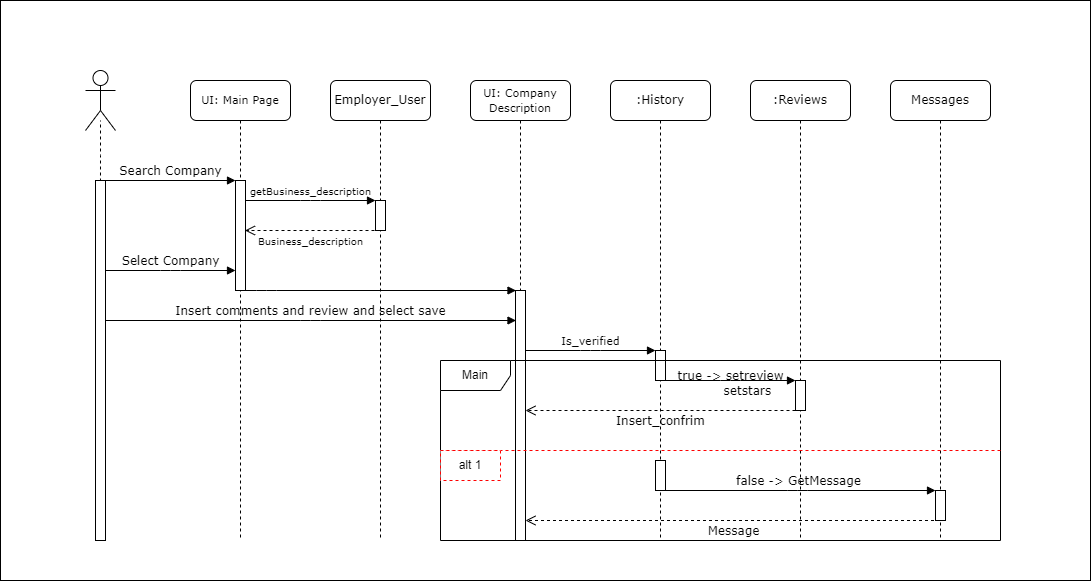 UI: Main Page
Employer_User
UI: Company
Description
:History
:Reviews
Messages
Search Company
getBusiness_description
Business_description
Select Company
Insert comments and review and select save
Is_verified
Main
true -> setreview
setstars
Insert_confrim
alt 1
false -> GetMessage
Message